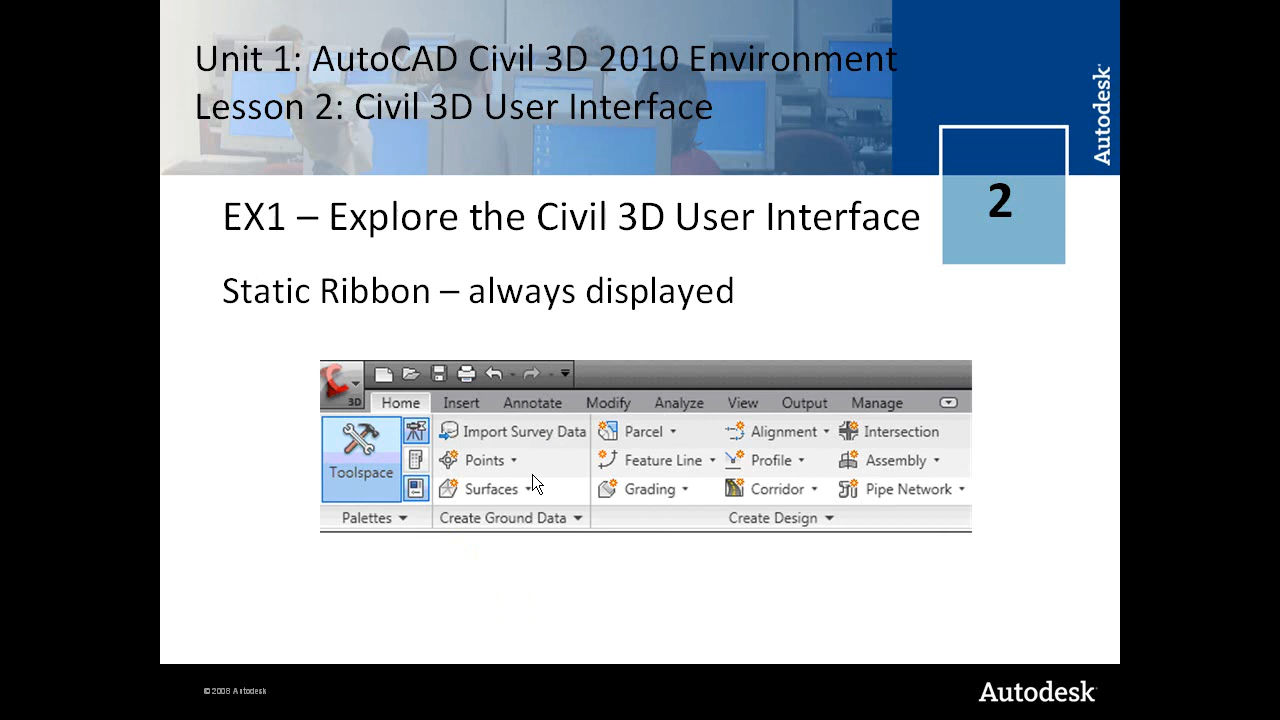 Unit 1: AutoCAD Civil 3D 2010 Environment
Lesson 2: Civil 3D User Interface
Autodesk
2
EX1 – Explore the Civil 3D User Interface
Static Ribbon – always displayed
3D
Home Insert Annotate Modify Analyze View Output Manage
Toolspace
Import Survey Data
Points
Surfaces
Parcel
Feature Line
Grading
Alignment
Profile
Corridor
Intersection
Assembly
Pipe Network
Palettes
Create Ground Data
Create Design
© 2008 Autodesk
Autodesk